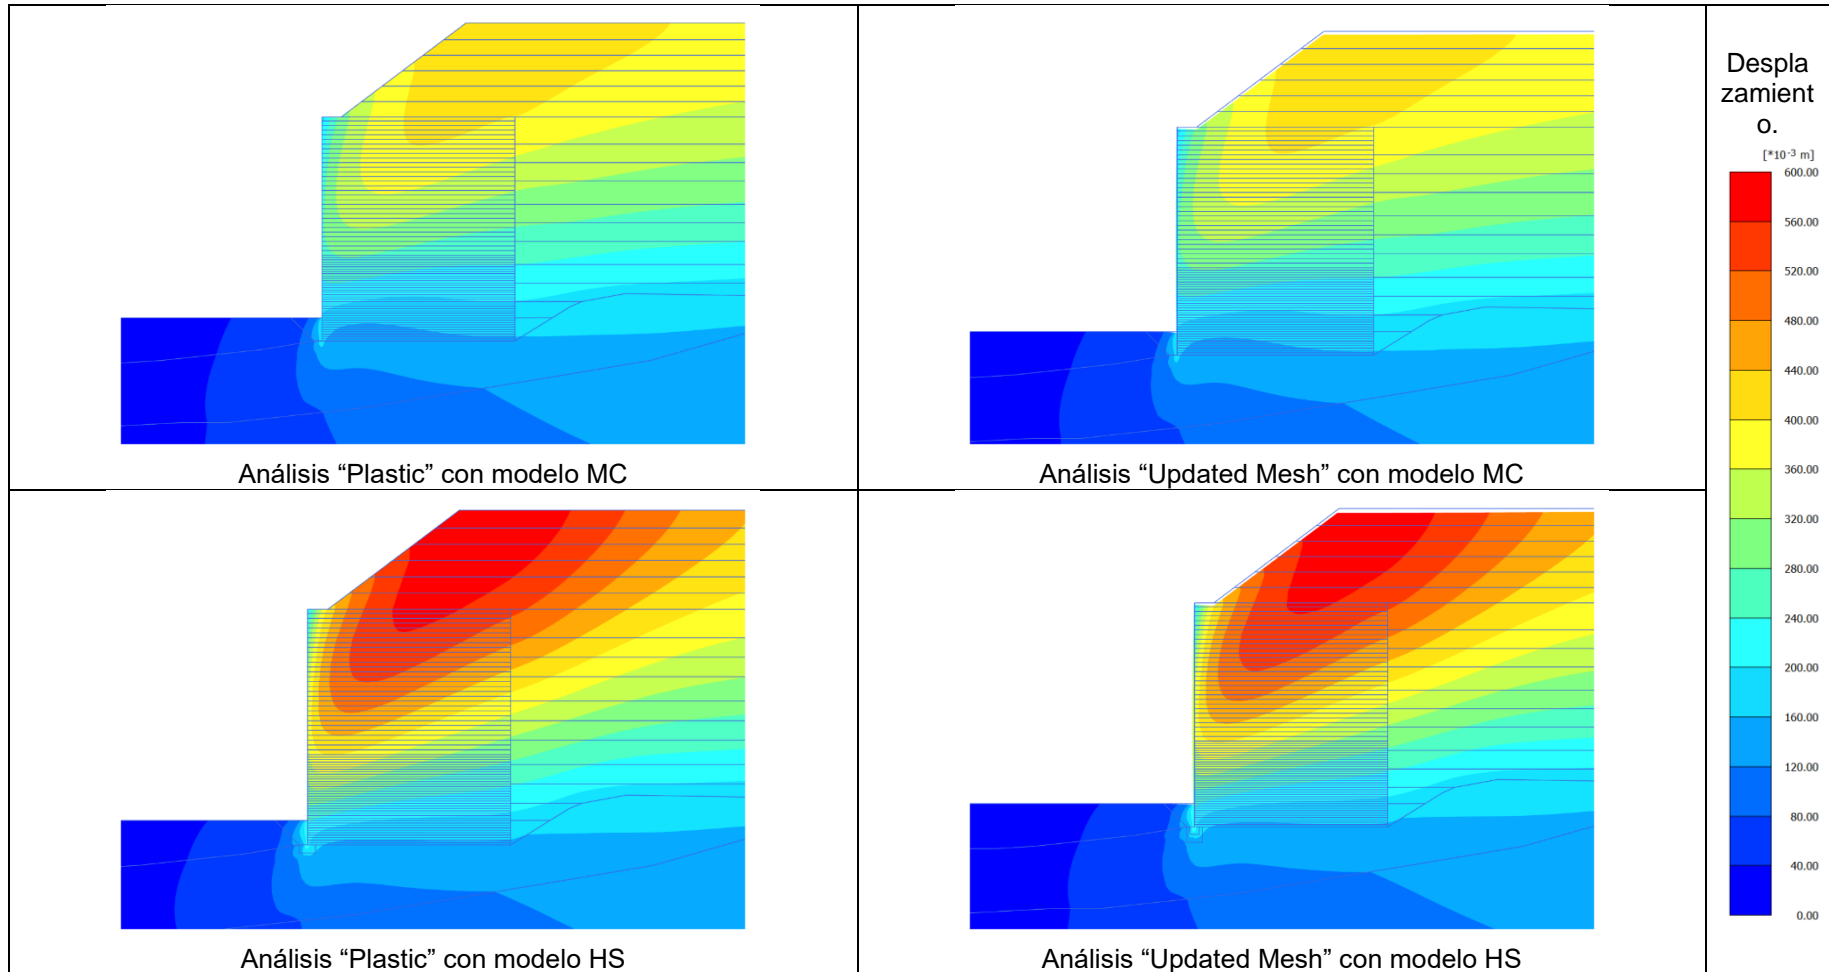 Análisis “Plastic” con modelo MC
Análisis “Updated Mesh” con modelo MC
Análisis “Plastic” con modelo HS
Análisis “Updated Mesh” con modelo HS
Despla
zamient
o.
[*10⁻³ m]
600.00
560.00
520.00
480.00
440.00
400.00
360.00
320.00
280.00
240.00
200.00
160.00
120.00
80.00
40.00
0.00